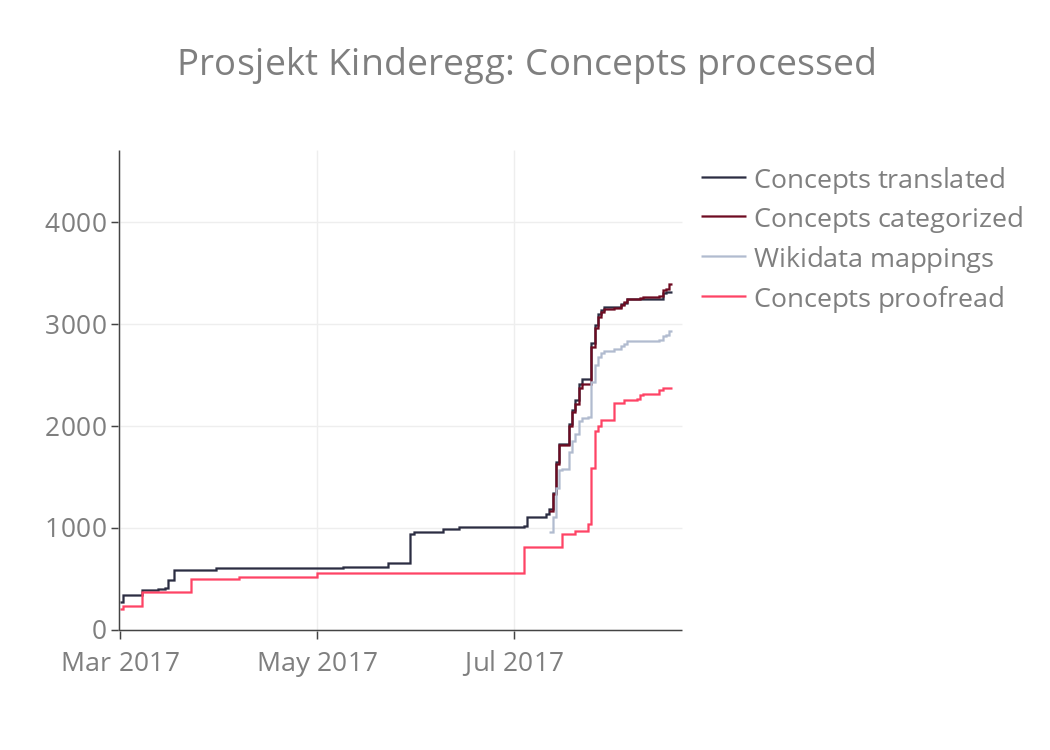 Prosjekt Kinderegg: Concepts processed
Concepts translated
Concepts categorized
Wikidata mappings
Concepts proofread
4000
3000
2000
1000
0
Mar 2017 May 2017 Jul 2017